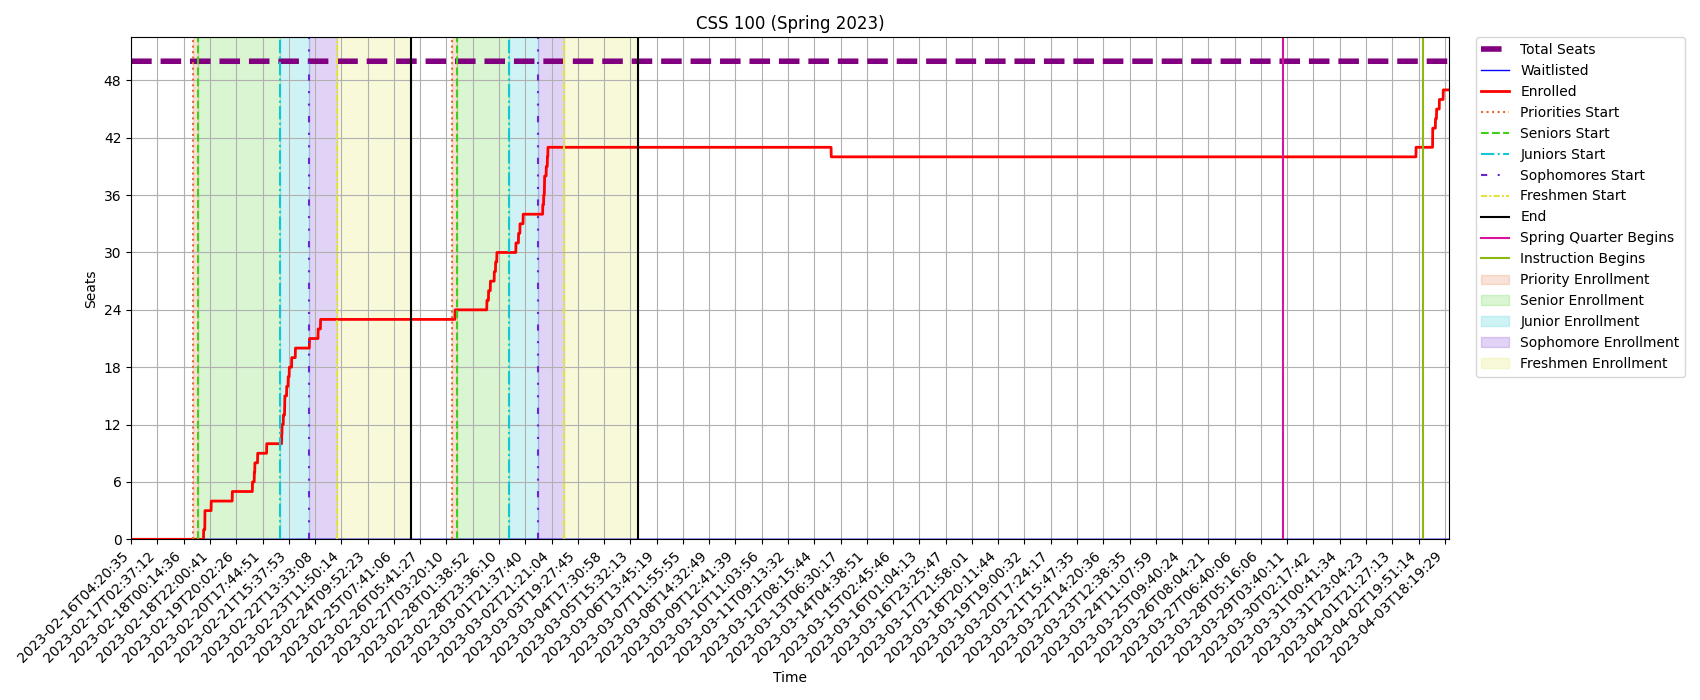 CSS 100 (Spring 2023)
Seats
48
42
36
30
24
18
12
6
0
2023-02-16T04:20:35
2023-02-17T02:37:12
2023-02-18T00:14:36
2023-02-18T22:00:41
2023-02-19T20:02:26
2023-02-20T17:44:51
2023-02-21T15:37:53
2023-02-22T13:33:08
2023-02-23T11:50:14
2023-02-24T09:52:23
2023-02-25T07:41:06
2023-02-26T05:41:27
2023-02-27T03:20:10
2023-02-28T01:38:52
2023-02-28T23:36:10
2023-03-01T21:37:40
2023-03-02T21:21:04
2023-03-03T19:27:45
2023-03-04T17:30:58
2023-03-05T15:32:13
2023-03-06T13:45:19
2023-03-07T11:55:55
2023-03-08T14:32:49
2023-03-09T12:41:39
2023-03-10T11:03:56
2023-03-11T09:13:32
2023-03-12T08:15:44
2023-03-13T06:30:17
2023-03-14T04:38:51
2023-03-15T02:45:46
2023-03-16T01:04:13
2023-03-16T23:25:47
2023-03-17T21:58:01
2023-03-18T20:11:44
2023-03-19T19:00:32
2023-03-20T17:24:17
2023-03-21T15:47:35
2023-03-22T14:20:36
2023-03-23T12:38:35
2023-03-24T11:07:59
2023-03-25T09:40:24
2023-03-26T08:04:21
2023-03-27T06:40:06
2023-03-28T05:16:06
2023-03-29T03:40:11
2023-03-30T02:17:42
2023-03-31T00:41:34
2023-03-31T23:04:23
2023-04-01T21:27:13
2023-04-02T19:51:14
2023-04-03T18:19:29
Time
Total Seats
Waitlisted
Enrolled
Priorities Start
Seniors Start
Juniors Start
Sophomores Start
Freshmen Start
End
Spring Quarter Begins
Instruction Begins
Priority Enrollment
Senior Enrollment
Junior Enrollment
Sophomore Enrollment
Freshmen Enrollment